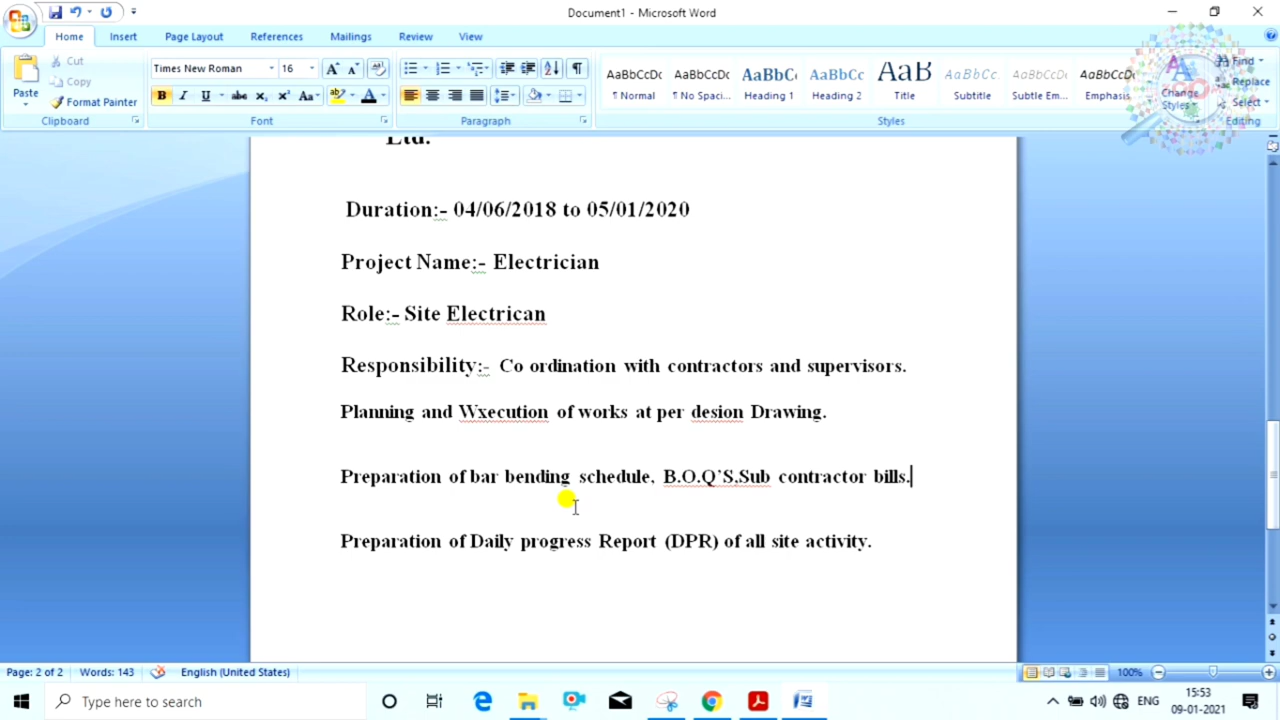 Document1 - Microsoft Word
Home Insert Page Layout References Mailings Review View
Paste
Cut
Copy
Format Painter
Clipboard
Times New Roman 16
Font
Paragraph
AaBbCcDc AaBbCcDc AaBbC AaBbCc AaB AaBbCc. AaBbCcDc AaBbCcDc
¶ Normal ¶ No Spaci... Heading 1 Heading 2 Title Subtitle Subtle Em... Emphasis
Change Styles
Styles
Find
Replace
Select
Editing
Ltd.
Duration:- 04/06/2018 to 05/01/2020
Project Name:- Electrician
Role:- Site Electrican
Responsibility:- Co ordination with contractors and supervisors.
Planning and Wxecution of works at per desion Drawing.
Preparation of bar bending schedule, B.O.Q'S,Sub contractor bills.
Preparation of Daily progress Report (DPR) of all site activity.
Page: 2 of 2 Words: 143 English (United States) 100%
Type here to search
ENG
15:53
09-01-2021